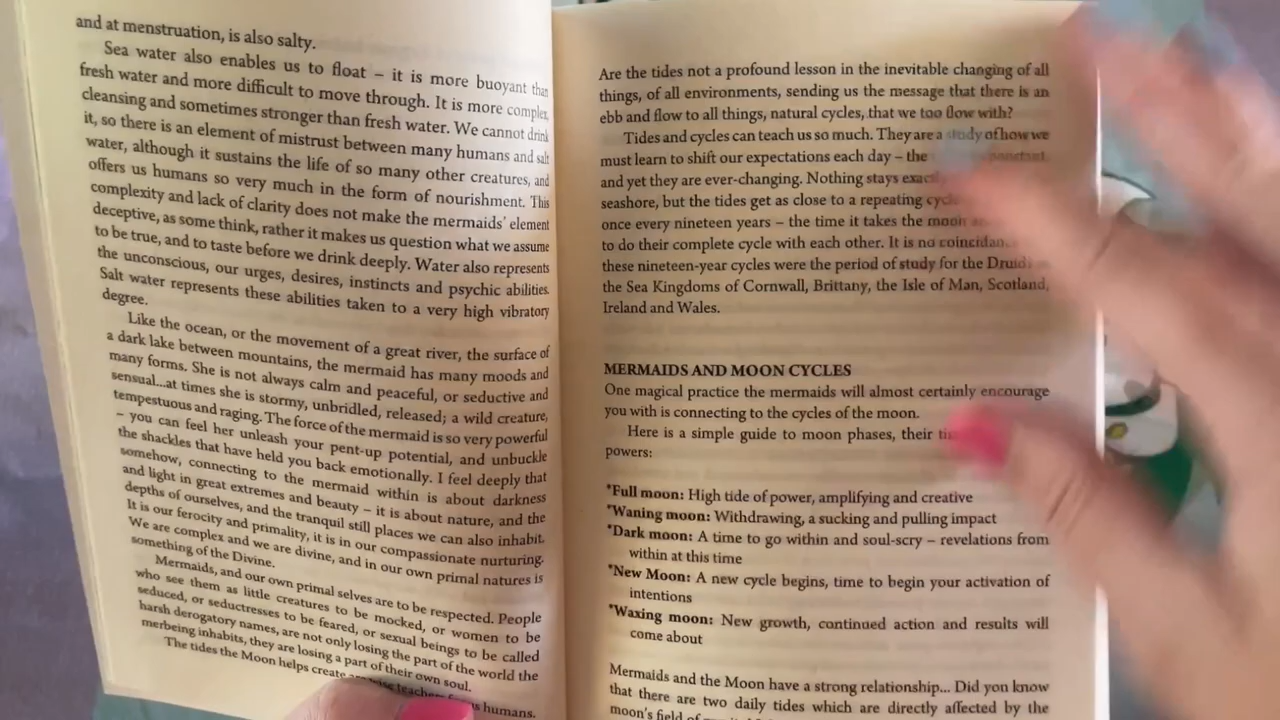 and at menstruation, is also salty.
Sea water also enables us to float – it is more buoyant than
fresh water and more difficult to move through. It is more complex,
cleansing and sometimes stronger than fresh water. We cannot drink
it, so there is an element of mistrust between many humans and salt
water, although it sustains the life of so many other creatures, and
offers us humans so very much in the form of nourishment. This
complexity and lack of clarity does not make the mermaids' element
deceptive, as some think, rather it makes us question what we assume
to be true, and to taste before we drink deeply. Water also represents
the unconscious, our urges, desires, instincts and psychic abilities.
Salt water represents these abilities taken to a very high vibratory
degree.
Like the ocean, or the movement of a great river, the surface of
a dark lake between mountains, the mermaid has many moods and
many forms. She is not always calm and peaceful, or seductive and
sensual...at times she is stormy, unbridled, released; a wild creature,
tempestuous and raging. The force of the mermaid is so very powerful
– you can feel her unleash your pent-up potential, and unbuckle
the shackles that have held you back emotionally. I feel deeply that
somehow, connecting to the mermaid within is about darkness
and light in great extremes and beauty – it is about nature, and the
depths of ourselves, and the tranquil still places we can also inhabit.
It is our ferocity and primality, it is in our compassionate nurturing.
We are complex and we are divine, and in our own primal natures is
something of the Divine.
Mermaids, and our own primal selves are to be respected. People
who see them as little creatures to be mocked, or women to be
seduced, or seductresses to be feared, or sexual beings to be called
harsh derogatory names, are not only losing the part of the world the
merbeing inhabits, they are losing a part of their own soul.
The tides the Moon helps create are wise teachers humans.
Are the tides not a profound lesson in the inevitable changing of all
things, of all environments, sending us the message that there is an
ebb and flow to all things, natural cycles, that we too flow with?
Tides and cycles can teach us so much. They are a study of how we
must learn to shift our expectations each day – the
and yet they are ever-changing. Nothing stays
seashore, but the tides get as close to a repeating
once every nineteen years – the time it takes the moon
to do their complete cycle with each other. It is no
these nineteen-year cycles were the period of study for the Druids
the Sea Kingdoms of Cornwall, Brittany, the Isle of Man, Scotland,
Ireland and Wales.
MERMAIDS AND MOON CYCLES
One magical practice the mermaids will almost certainly encourage
you with is connecting to the cycles of the moon.
Here is a simple guide to moon phases, their
powers:
*Full moon: High tide of power, amplifying and creative
*Waning moon: Withdrawing, a sucking and pulling impact
*Dark moon: A time to go within and soul-scry – revelations from
within at this time
*New Moon: A new cycle begins, time to begin your activation of
intentions
*Waxing moon: New growth, continued action and results will
come about
Mermaids and the Moon have a strong relationship... Did you know
that there are two daily tides which are directly affected by the
moon's field of